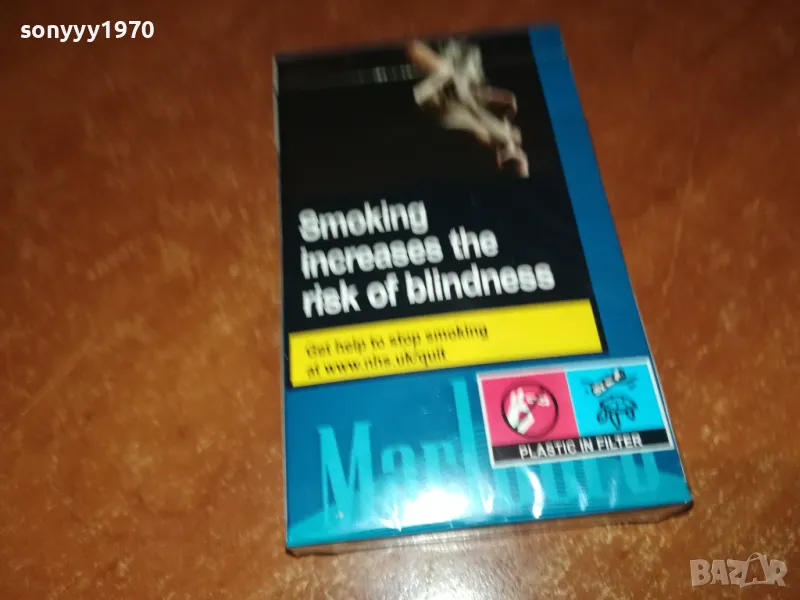 sonyyy1970
Smoking
increases the
risk of blindness
Get help to stop smoking
at www.nhs.uk/quit
PLASTIC IN FILTER
Marlboro
BAZAR